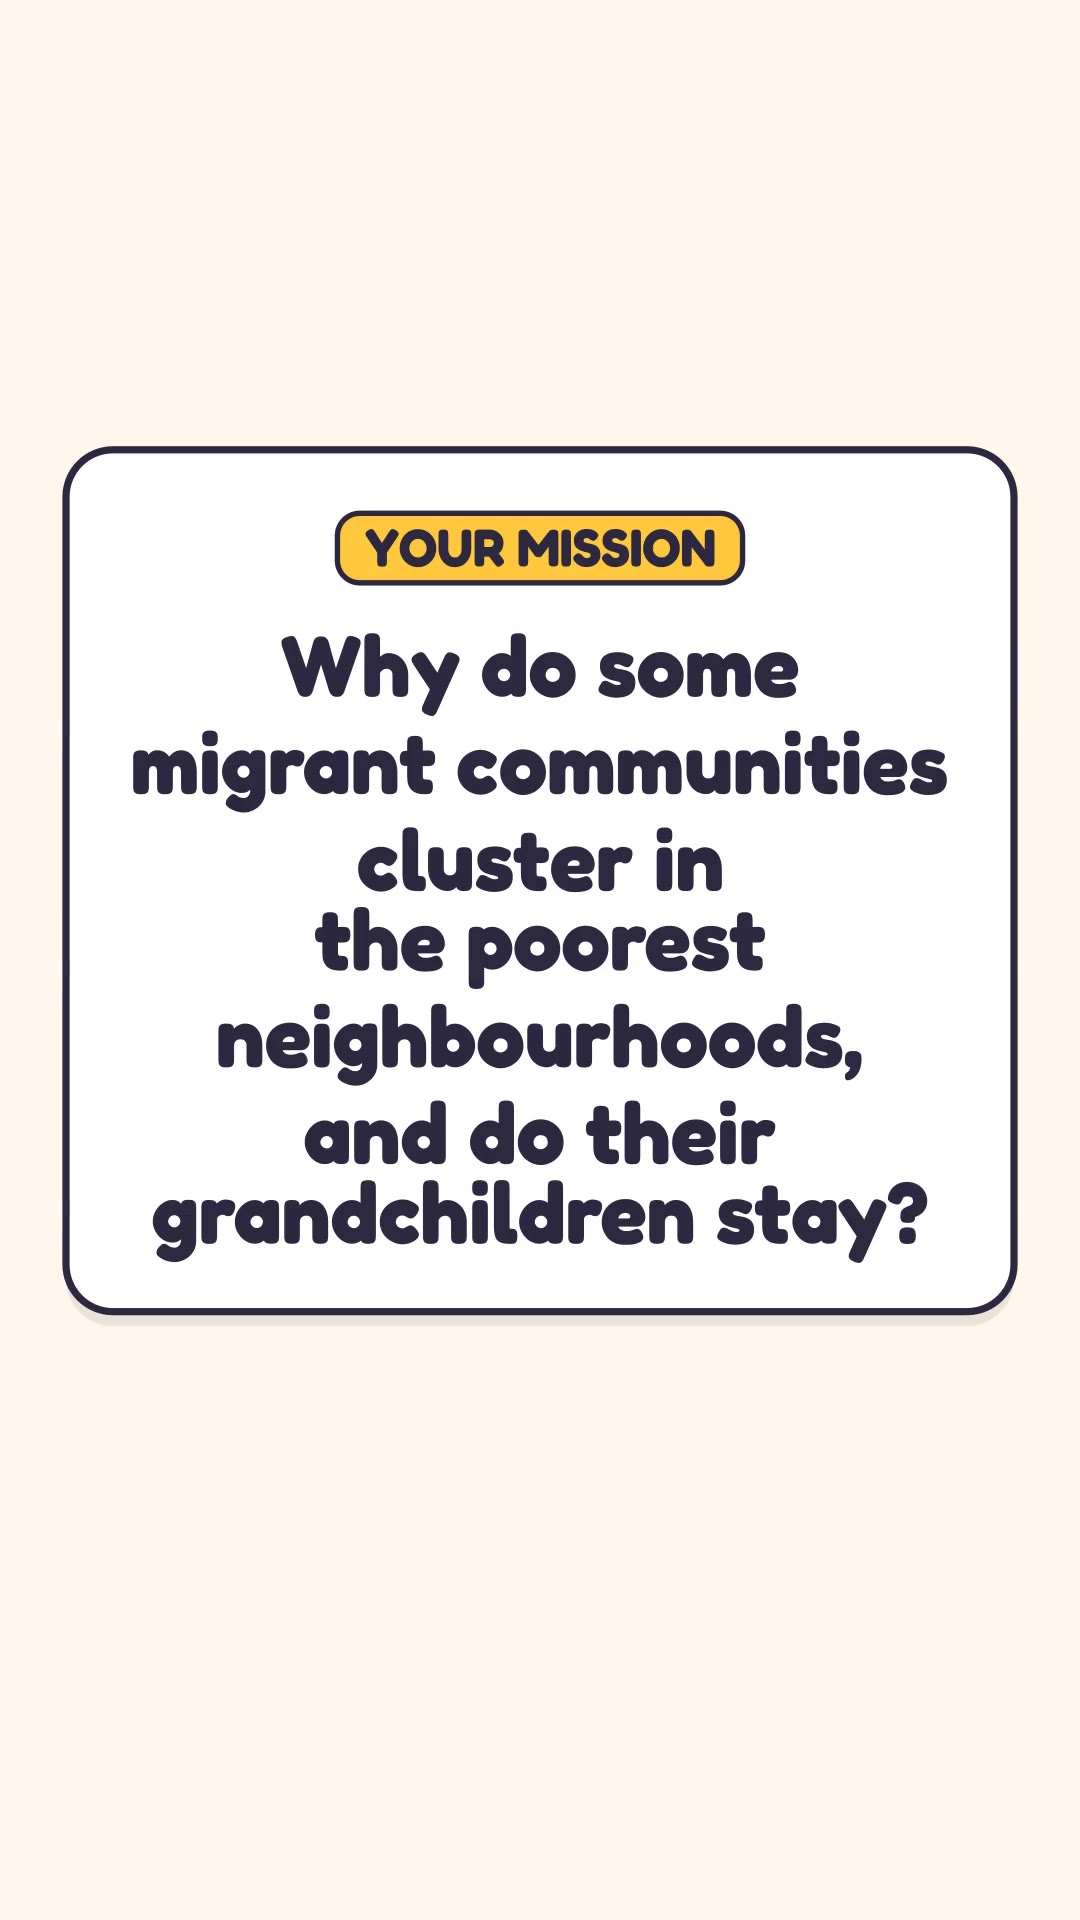 YOUR MISSION
Why do some
migrant communities
cluster in
the poorest
neighbourhoods,
and do their
grandchildren stay?